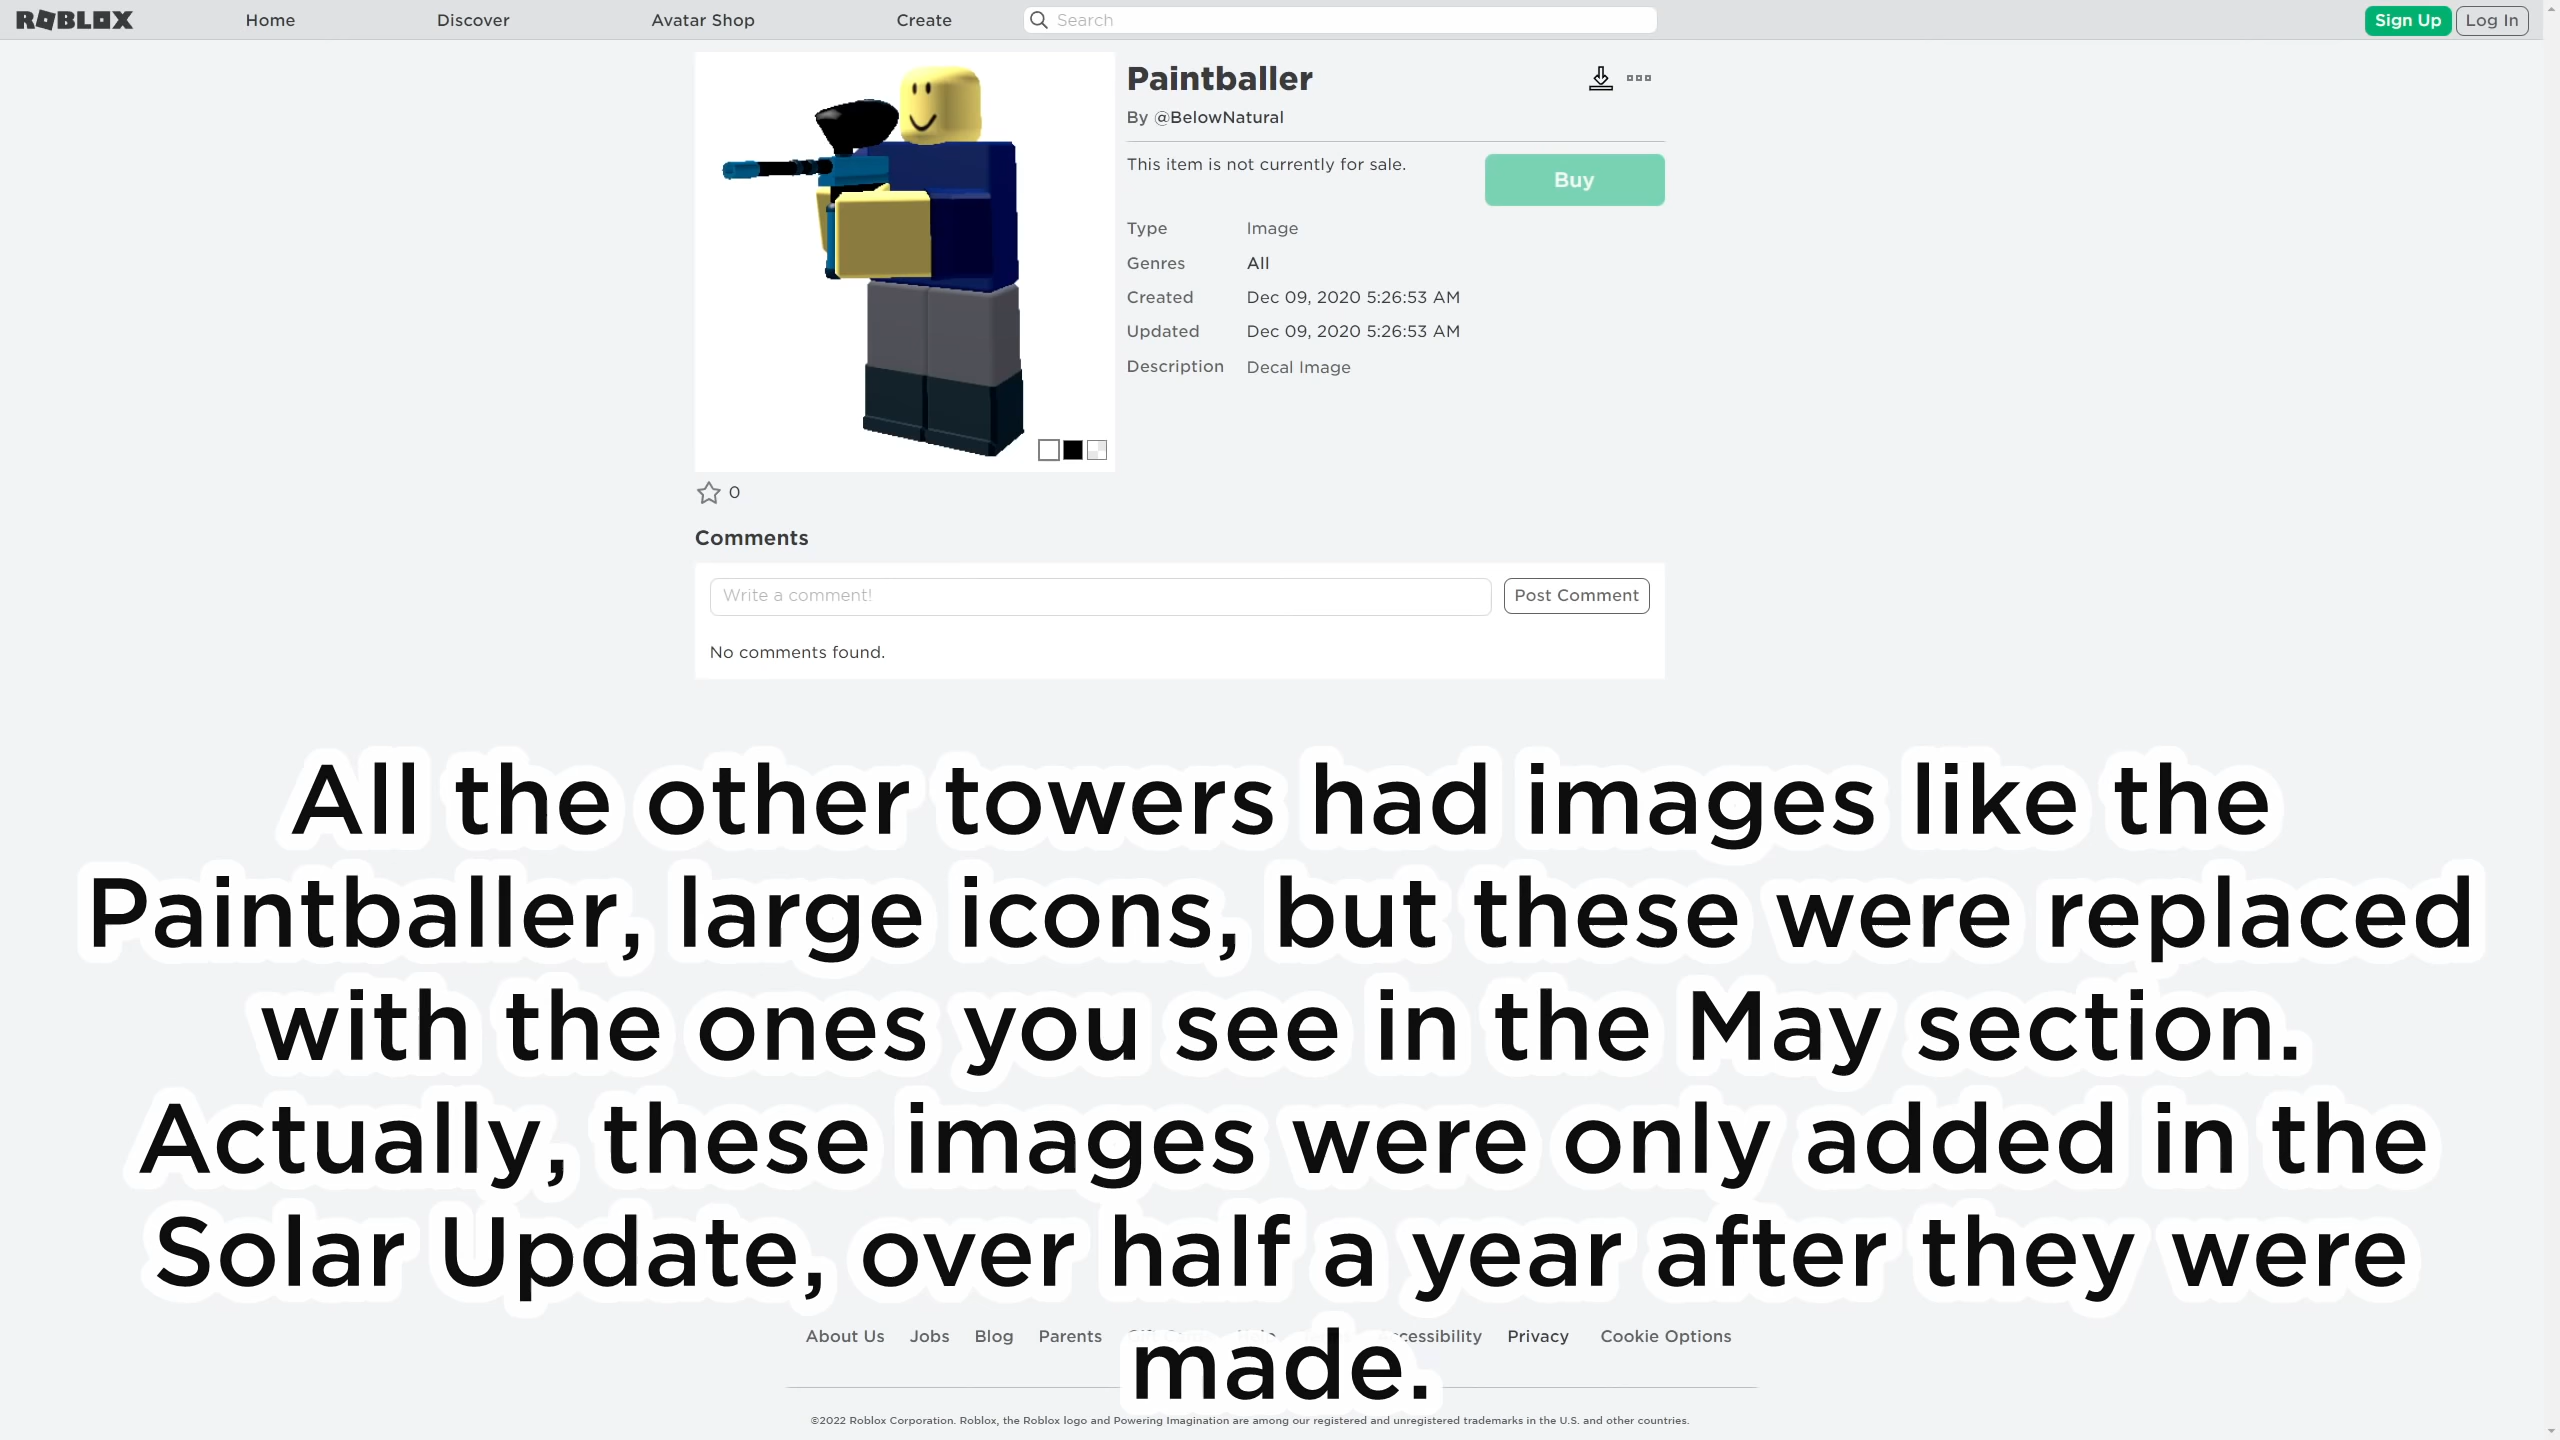 ROBLOX Home Discover Avatar Shop Create Search Sign Up Log In
Paintballer
By @BelowNatural
This item is not currently for sale.
Buy
Type Image
Genres All
Created Dec 09, 2020 5:26:53 AM
Updated Dec 09, 2020 5:26:53 AM
Description Decal Image
0
Comments
Write a comment! Post Comment
No comments found.
All the other towers had images like the
Paintballer, large icons, but these were replaced
with the ones you see in the May section.
Actually, these images were only added in the
Solar Update, over half a year after they were
made.
About Us Jobs Blog Parents Privacy Cookie Options
©2022 Roblox Corporation. Roblox, the Roblox logo and Powering Imagination are among our registered and unregistered trademarks in the U.S. and other countries.